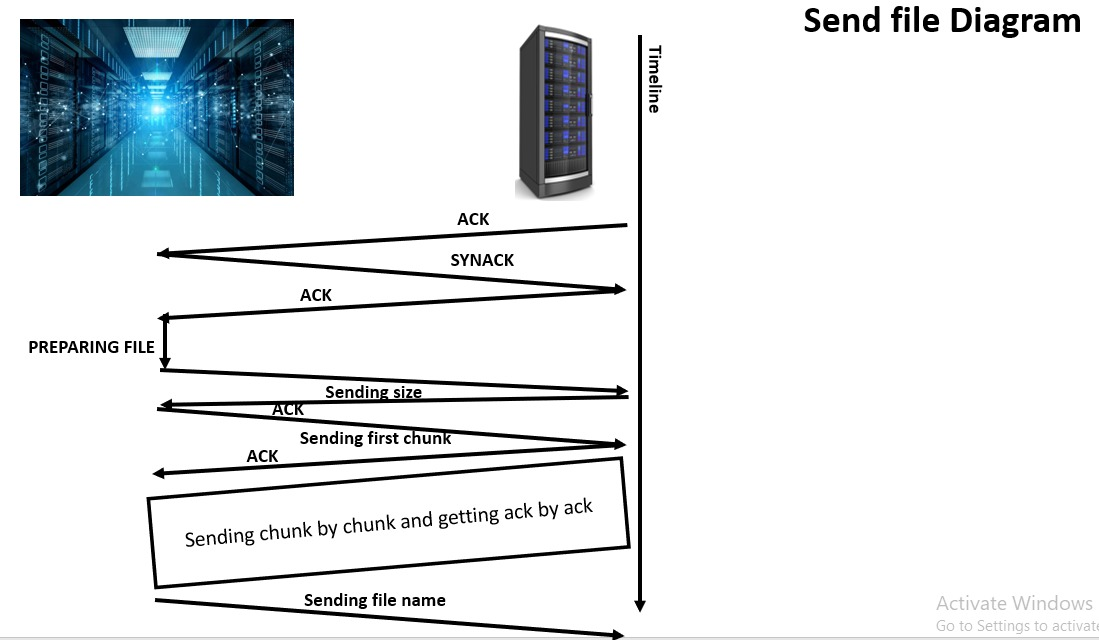 Send file Diagram
Timeline
ACK
SYNACK
ACK
PREPARING FILE
Sending size
ACK
Sending first chunk
ACK
Sending chunk by chunk and getting ack by ack
Sending file name
Activate Windows
Go to Settings to activate